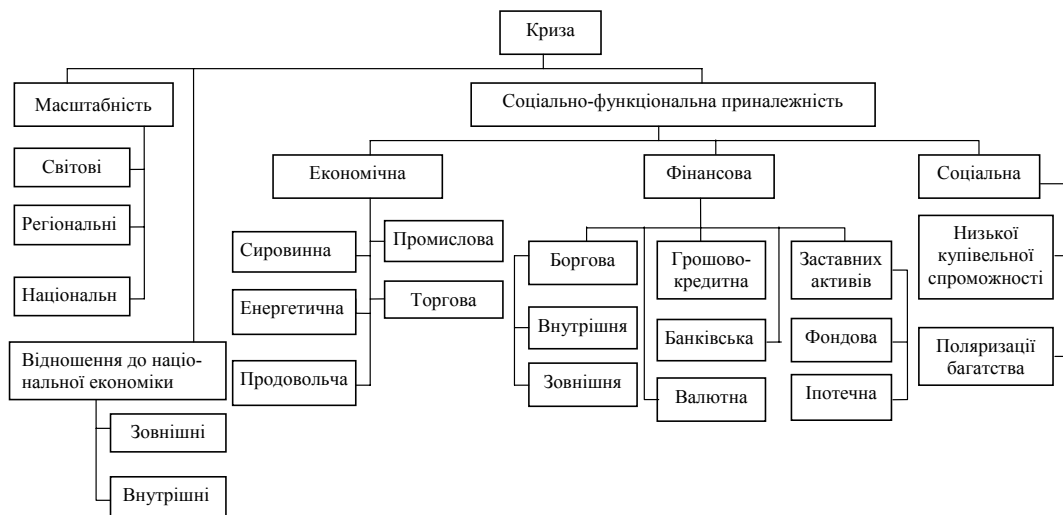 Криза
Масштабність
Світові
Регіональні
Національн
Відношення до націо-
нальної економіки
Зовнішні
Внутрішні
Соціально-функціональна приналежність
Економічна
Сировинна
Промислова
Енергетична
Торгова
Продовольча
Фінансова
Боргова
Внутрішня
Зовнішня
Грошово-
кредитна
Банківська
Валютна
Заставних
активів
Фондова
Іпотечна
Соціальна
Низької
купівельної
спроможності
Поляризації
багатства